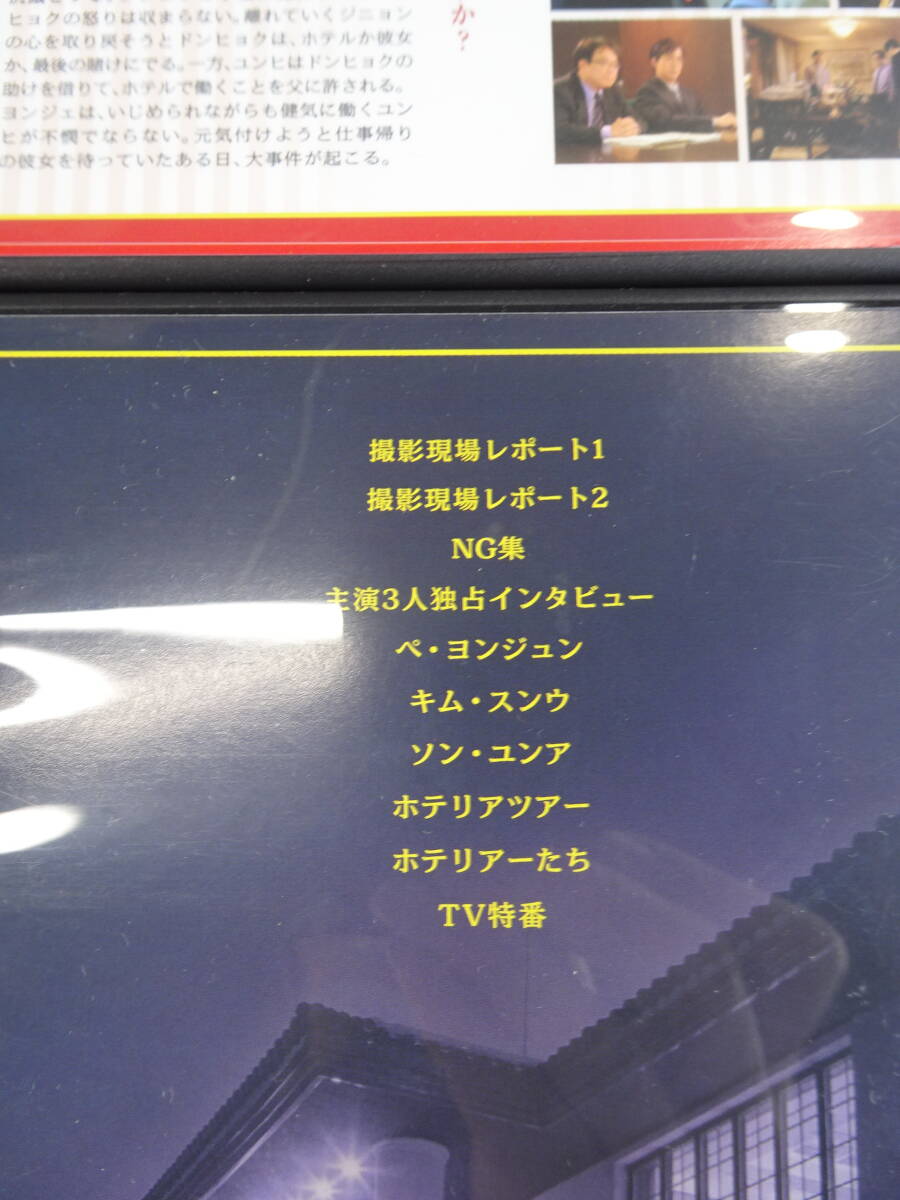 か?
ヒョクの怒りは収まらない。離れていくジニョン
の心を取り戻そうとドンヒョクは、ホテルか彼女
か、最後の賭けにでる。一方、ユンヒはドンヒョクの
助けを借りて、ホテルで働くことを父に許される。
ヨンジェは、いじめられながらも健気に働くユン
ヒが不憫でならない。元気付けようと仕事帰り
の彼女を待っていたある日、大事件が起こる。
撮影現場レポート1
撮影現場レポート2
NG集
主演3人独占インタビュー
ペ・ヨンジュン
キム・スンウ
ソン・ユンア
ホテリアツアー
ホテリアーたち
TV特番